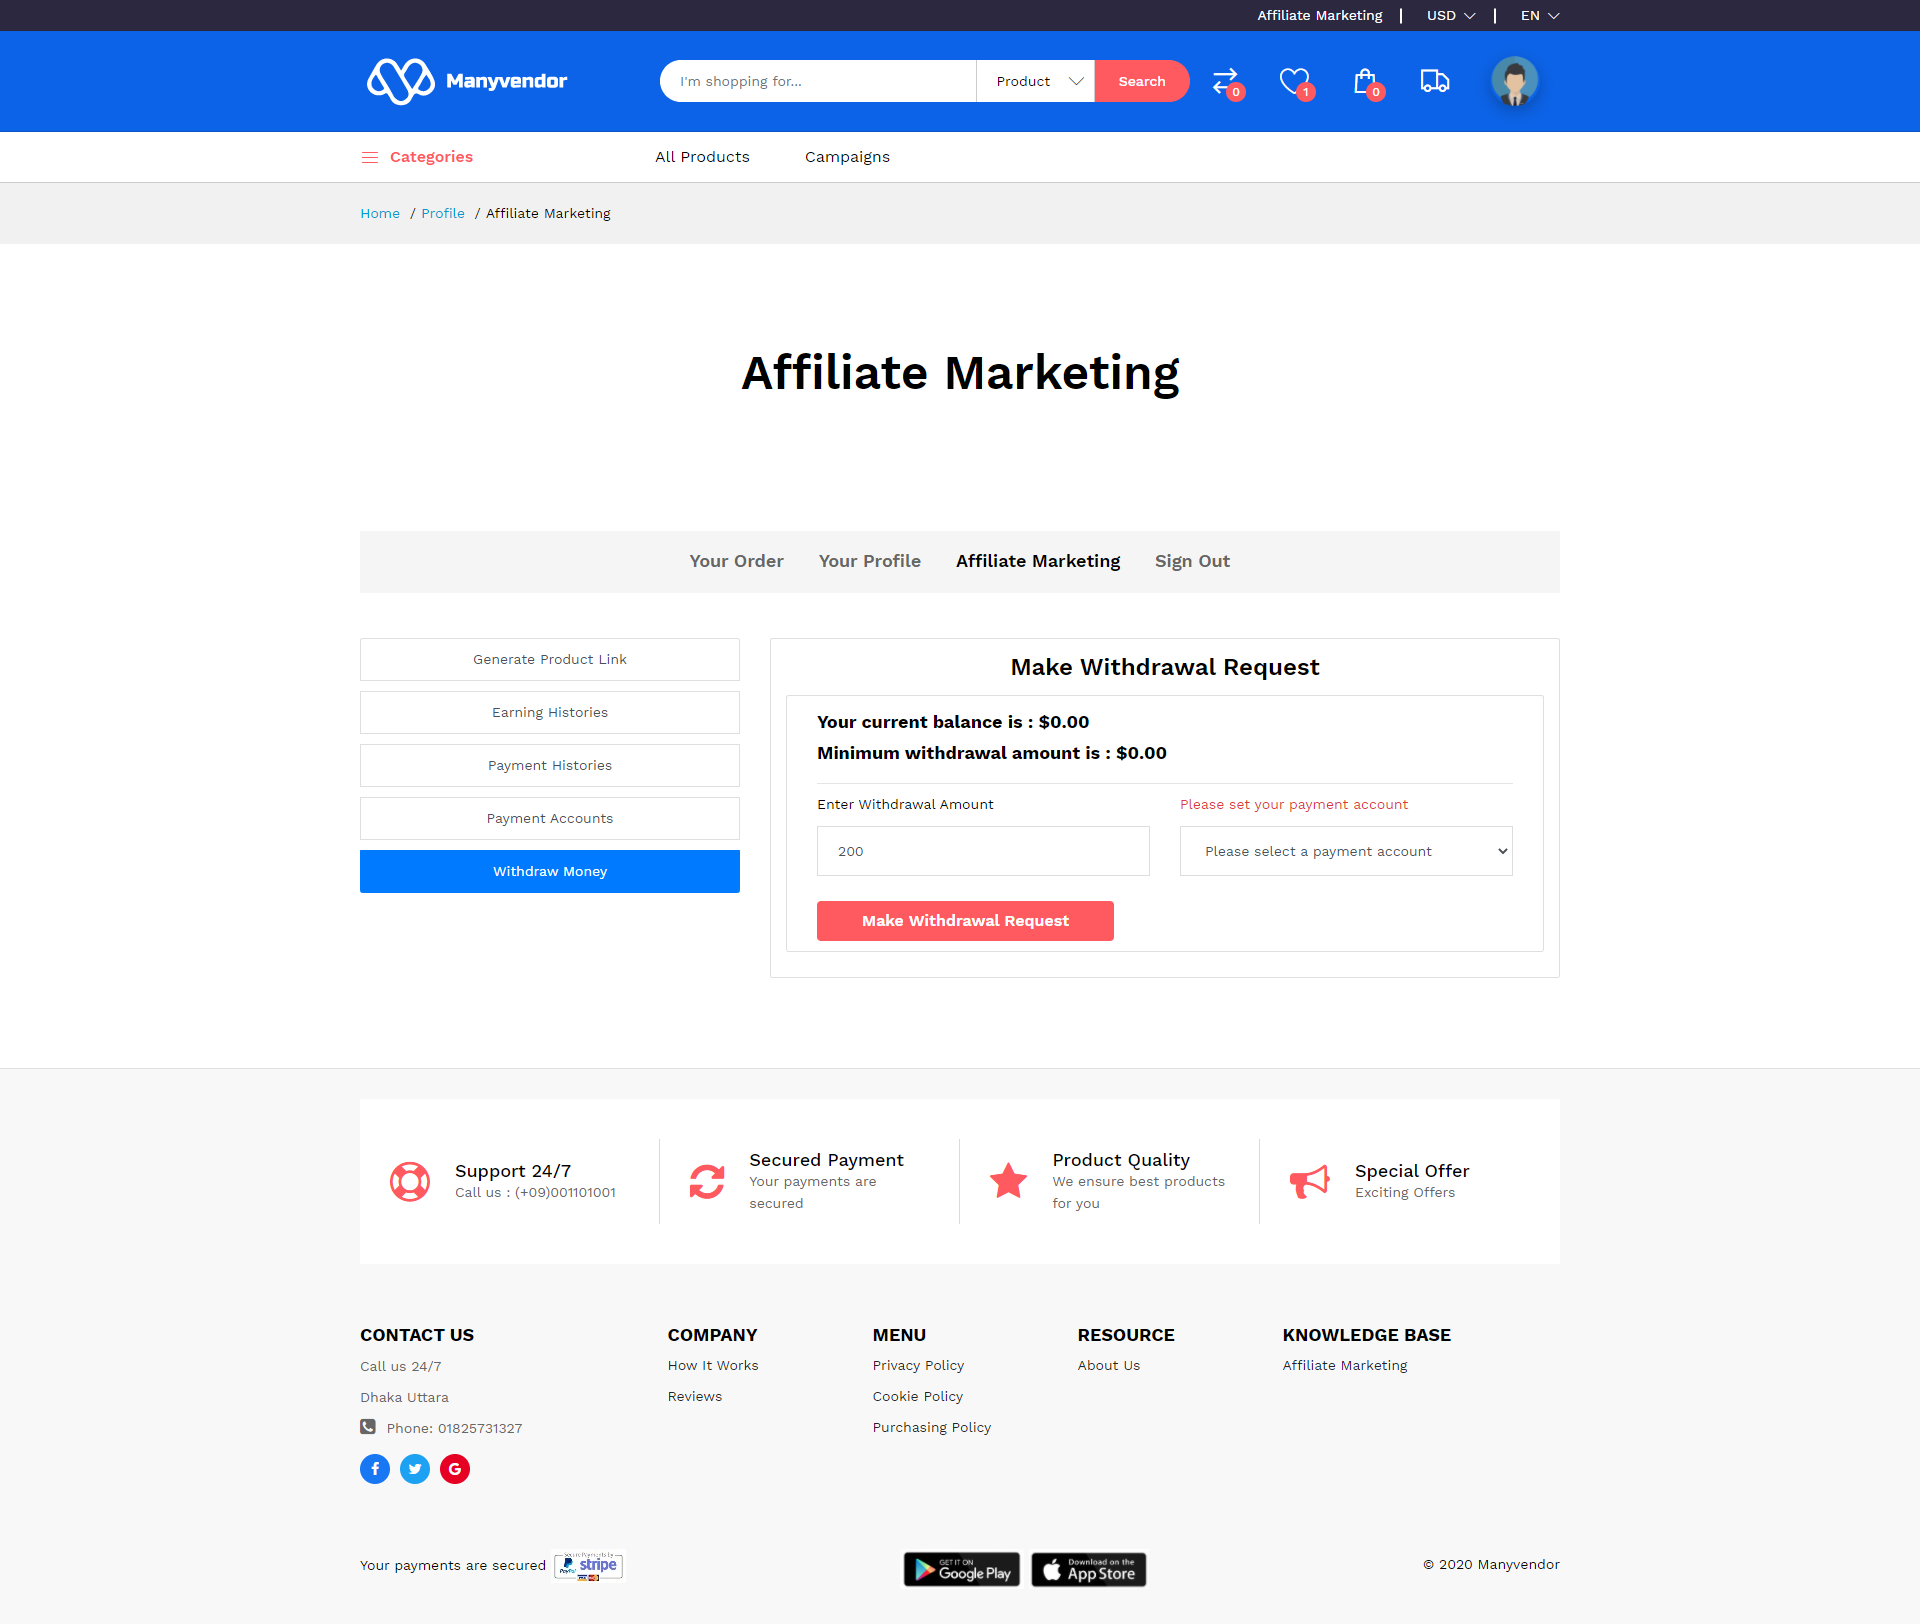 Affiliate Marketing | USD | EN
Manyvendor
I'm shopping for... Product Search 0 1 0
Categories All Products Campaigns
Home / Profile / Affiliate Marketing
Affiliate Marketing
Your Order Your Profile Affiliate Marketing Sign Out
Generate Product Link
Earning Histories
Payment Histories
Payment Accounts
Withdraw Money
Make Withdrawal Request
Your current balance is : $0.00
Minimum withdrawal amount is : $0.00
Enter Withdrawal Amount
200
Please set your payment account
Please select a payment account
Make Withdrawal Request
Support 24/7
Call us : (+09)001101001
Secured Payment
Your payments are
secured
Product Quality
We ensure best products
for you
Special Offer
Exciting Offers
CONTACT US
Call us 24/7
Dhaka Uttara
Phone: 01825731327
COMPANY
How It Works
Reviews
MENU
Privacy Policy
Cookie Policy
Purchasing Policy
RESOURCE
About Us
KNOWLEDGE BASE
Affiliate Marketing
Your payments are secured
Secure Payments by
PayPal stripe
GET IT ON
Google Play
Download on the
App Store
© 2020 Manyvendor